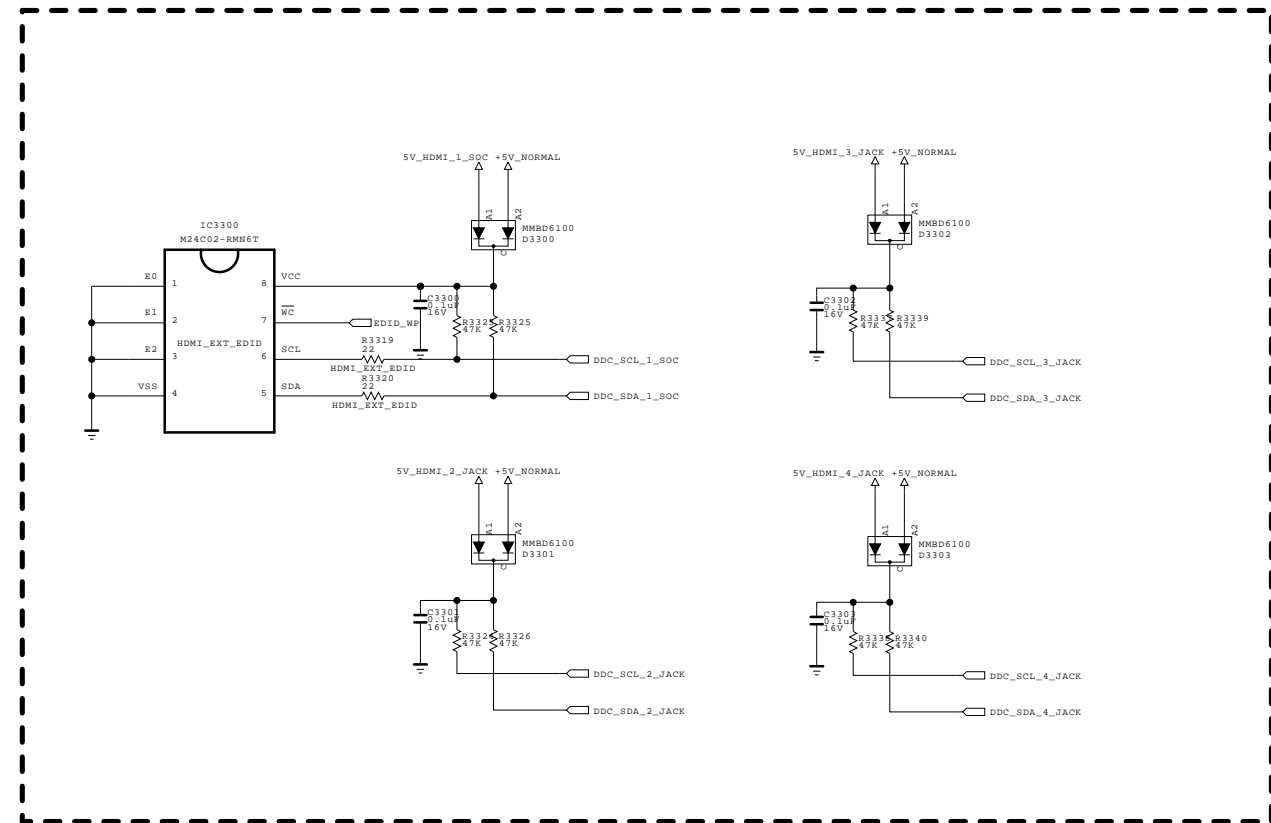 5V_HDMI_1_SOC +5V_NORMAL
A1
A2
MMBD6100
D3300
C
IC3300
M24C02-RMN6T
E0
1
8
VCC
E1
2
7
WC
EDID_WP
HDMI_EXT_EDID
E2
3
6
SCL
VSS
4
5
SDA
C3300
0.1uF
16V
47K
R3325
47K
R3319
22
HDMI_EXT_EDID
R3320
22
HDMI_EXT_EDID
DDC_SCL_1_SOC
DDC_SDA_1_SOC
5V_HDMI_3_JACK +5V_NORMAL
A1
A2
MMBD6100
D3302
C
C3302
0.1uF
16V
47K
R3339
47K
DDC_SCL_3_JACK
DDC_SDA_3_JACK
5V_HDMI_2_JACK +5V_NORMAL
A1
A2
MMBD6100
D3301
C
C3301
0.1uF
16V
47K
R3326
47K
DDC_SCL_2_JACK
DDC_SDA_2_JACK
5V_HDMI_4_JACK +5V_NORMAL
A1
A2
MMBD6100
D3303
C
C3303
0.1uF
16V
47K
R3340
47K
DDC_SCL_4_JACK
DDC_SDA_4_JACK